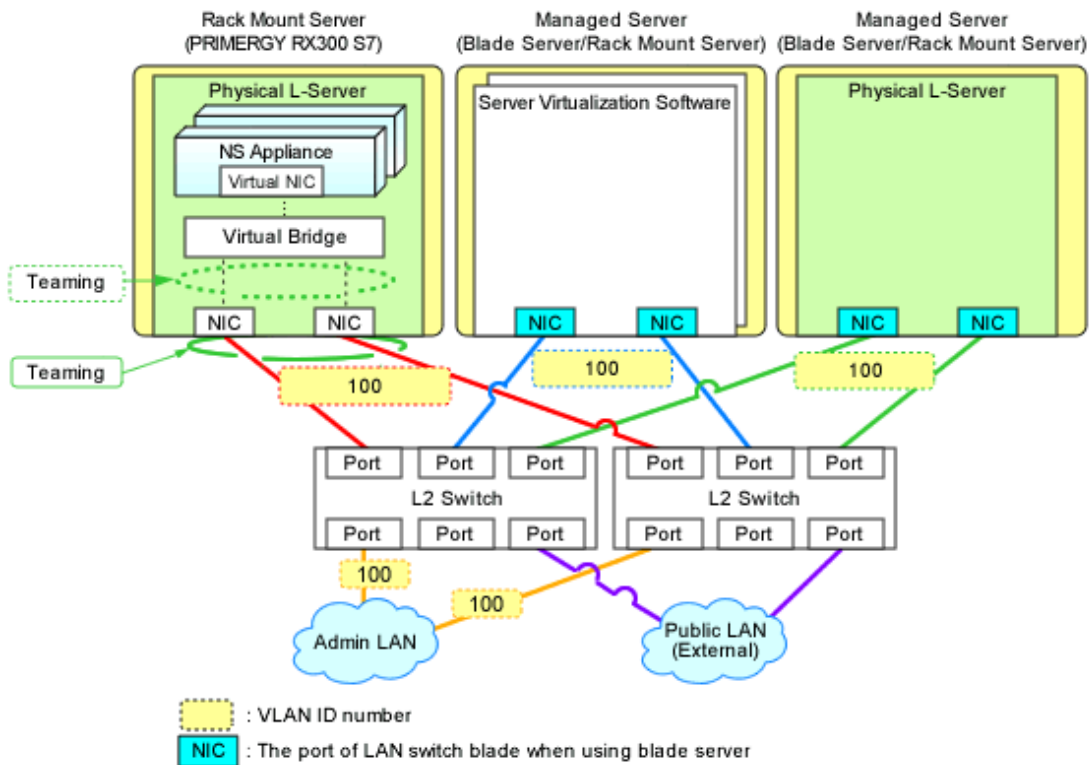 Rack Mount Server
(PRIMERGY RX300 S7)
Managed Server
(Blade Server/Rack Mount Server)
Managed Server
(Blade Server/Rack Mount Server)
Physical L-Server
Server Virtualization Software
Physical L-Server
NS Appliance
Virtual NIC
Virtual Bridge
Teaming
NIC
NIC
NIC
NIC
NIC
NIC
Teaming
100
100
100
Port
Port
Port
Port
Port
Port
L2 Switch
L2 Switch
Port
Port
Port
Port
Port
Port
100
100
Admin LAN
Public LAN
(External)
: VLAN ID number
NIC : The port of LAN switch blade when using blade server